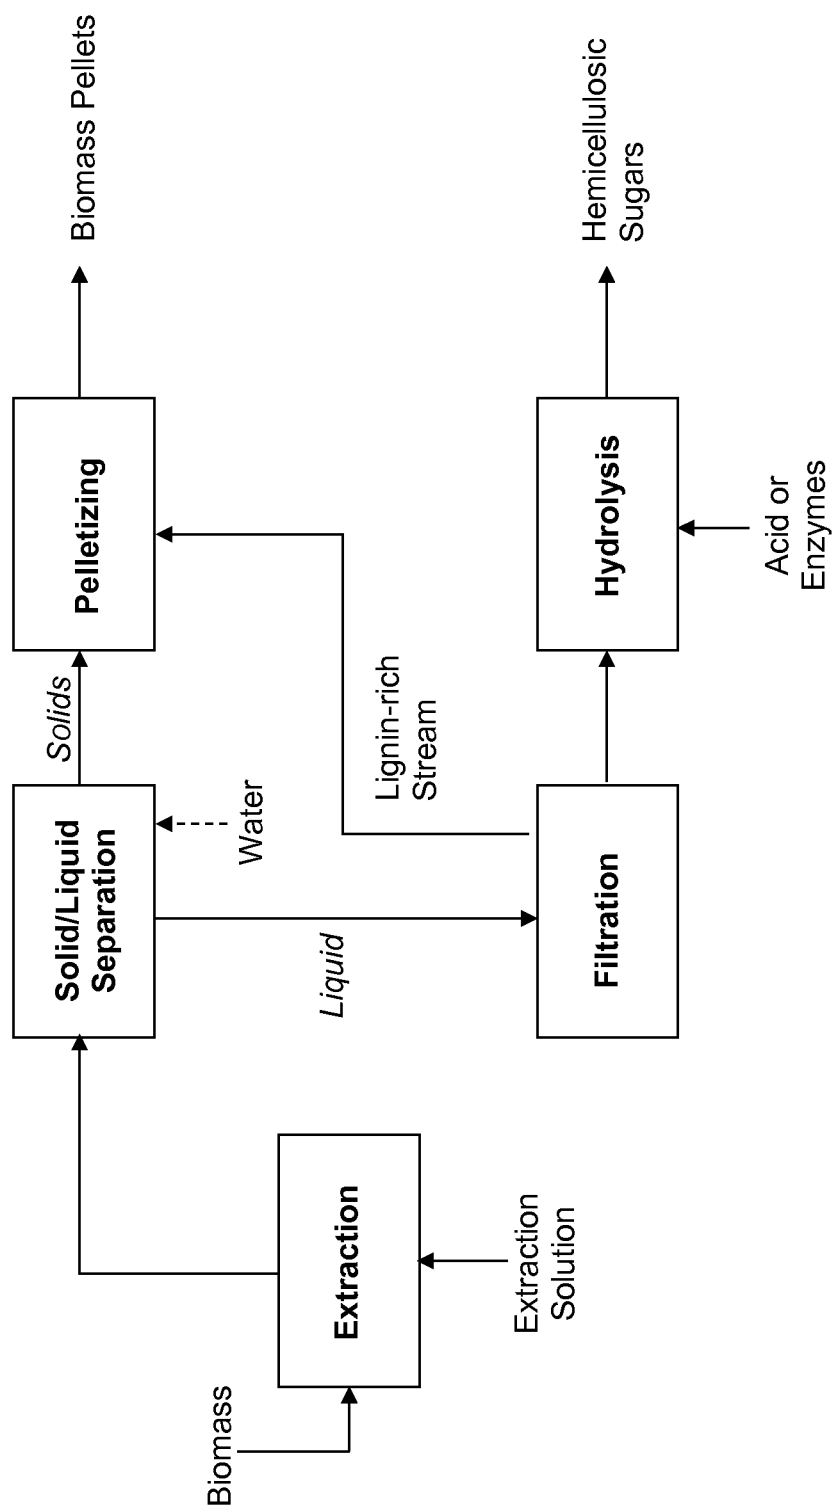 Biomass
Extraction
Extraction
Solution
Solid/Liquid
Separation
Water
Liquid
Solids
Pelletizing
Biomass Pellets
Filtration
Lignin-rich
Stream
Hydrolysis
Acid or
Enzymes
Hemicellulosic
Sugars